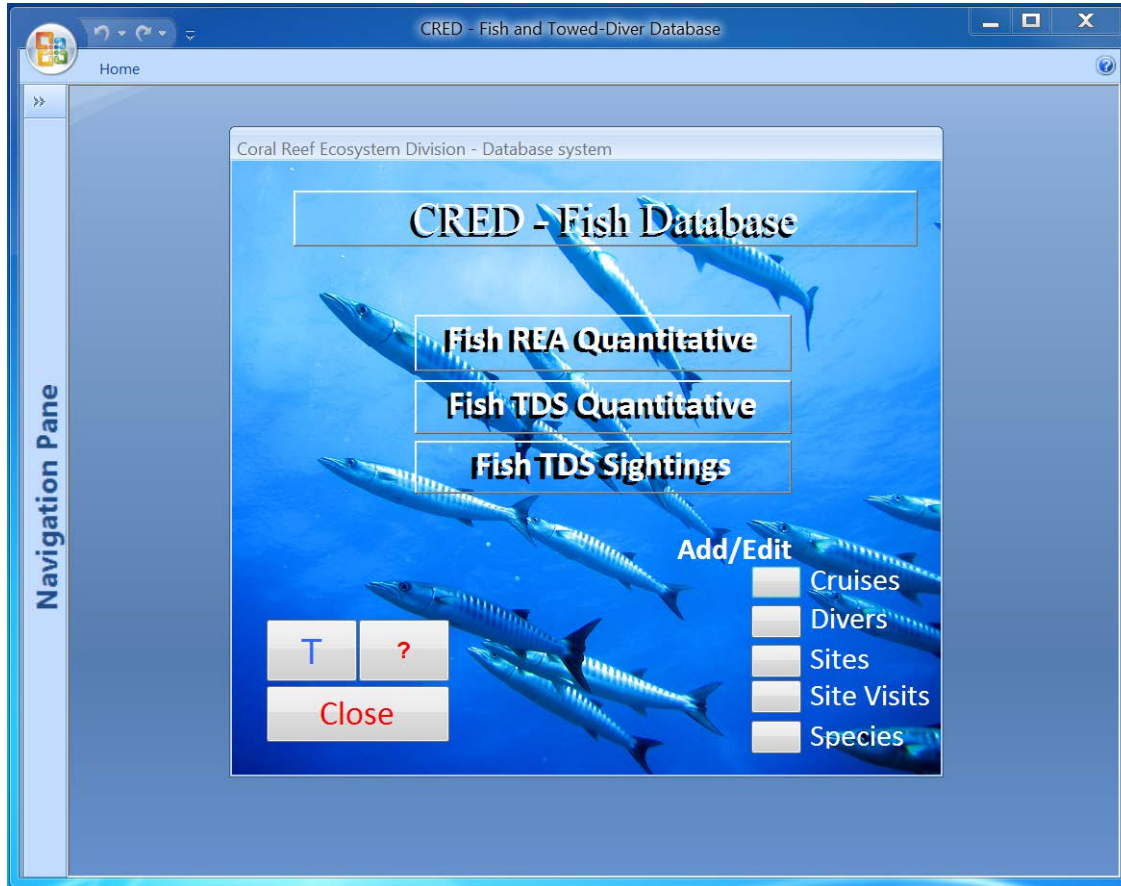 CRED - Fish and Towed-Diver Database
Home
Navigation Pane
Coral Reef Ecosystem Division - Database system
CRED - Fish Database
Fish REA Quantitative
Fish TDS Quantitative
Fish TDS Sightings
Add/Edit
Cruises
Divers
Sites
Site Visits
Species
T ?
Close